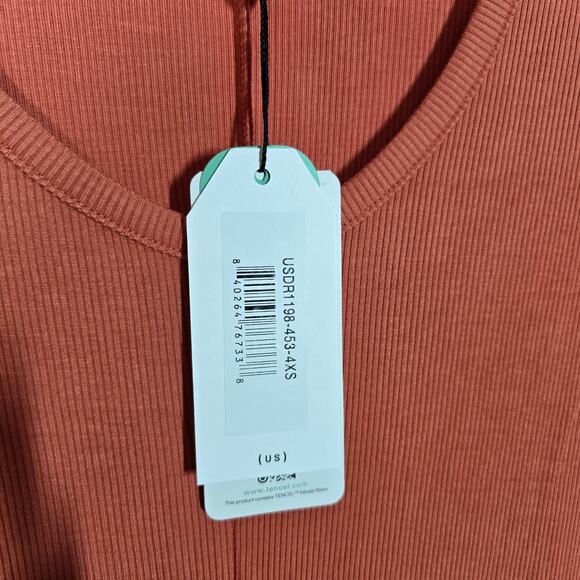 USDR1198-453-4XS
8 40264 76733 8
(US)
www.tencel.com
This product contains TENCEL™ Modal fibers